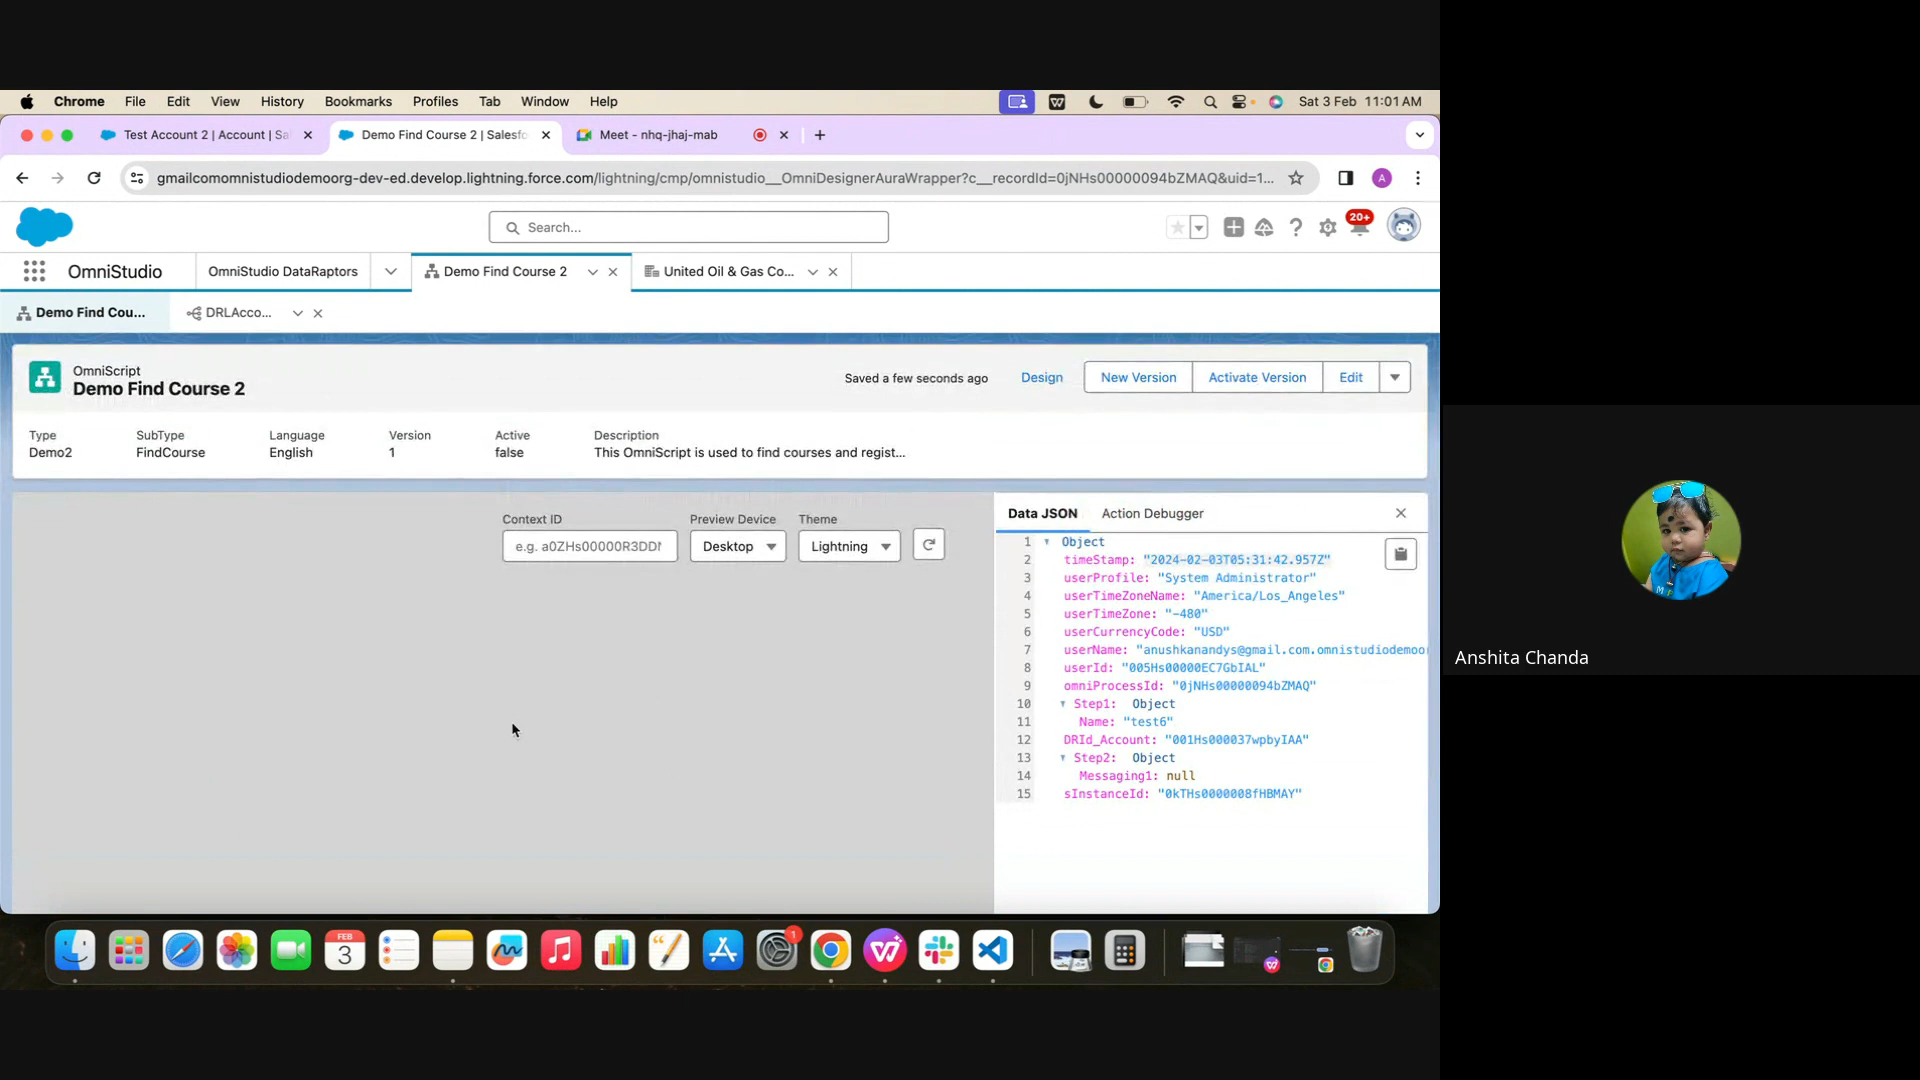 Chrome File Edit View History Bookmarks Profiles Tab Window Help Sat 3 Feb 11:01 AM
Test Account 2 | Account | Sa Demo Find Course 2 | Salesfo Meet - nhq-jhaj-mab
gmailcomomnistudiodemoorg-dev-ed.develop.lightning.force.com/lightning/cmp/omnistudio__OmniDesignerAuraWrapper?c__recordId=0jNHs00000094bZMAQ&uid=1... A
Search... 20+
OmniStudio OmniStudio DataRaptors Demo Find Course 2 United Oil & Gas Co...
Demo Find Cou... DRLAcco...
OmniScript
Demo Find Course 2
Saved a few seconds ago Design New Version Activate Version Edit
Type SubType Language Version Active Description
Demo2 FindCourse English 1 false This OmniScript is used to find courses and regist...
Context ID Preview Device Theme
e.g. a0ZHs00000R3DD Desktop Lightning
Data JSON Action Debugger
1 Object
2 timeStamp: "2024-02-03T05:31:42.957Z"
3 userProfile: "System Administrator"
4 userTimeZoneName: "America/Los_Angeles"
5 userTimeZone: "-480"
6 userCurrencyCode: "USD"
7 userName: "anushkanandys@gmail.com.omnistudiodemoo
8 userId: "005Hs00000EC7GbIAL"
9 omniProcessId: "0jNHs00000094bZMAQ"
10 Step1: Object
11 Name: "test6"
12 DRId_Account: "001Hs000037wpbyIAA"
13 Step2: Object
14 Messaging1: null
15 sInstanceId: "0kTHs0000008fHBMAY"
Anshita Chanda
FEB
3
1